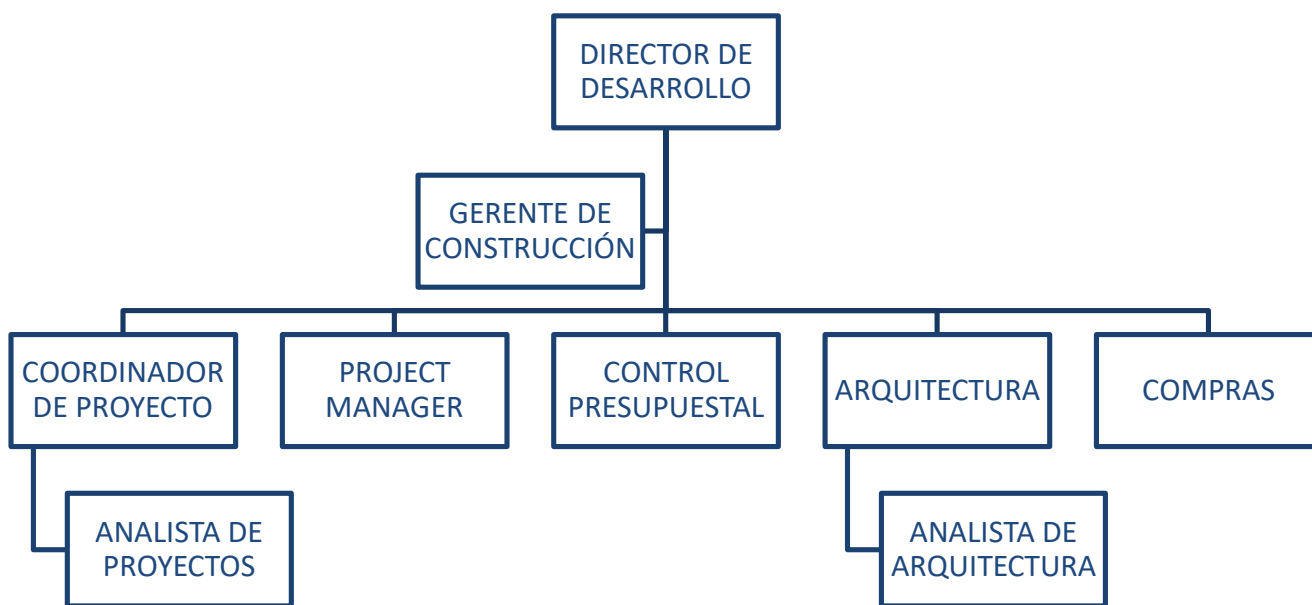 DIRECTOR DE
DESARROLLO
GERENTE DE
CONSTRUCCIÓN
COORDINADOR
DE PROYECTO
PROJECT
MANAGER
CONTROL
PRESUPUESTAL
ARQUITECTURA
COMPRAS
ANALISTA DE
PROYECTOS
ANALISTA DE
ARQUITECTURA